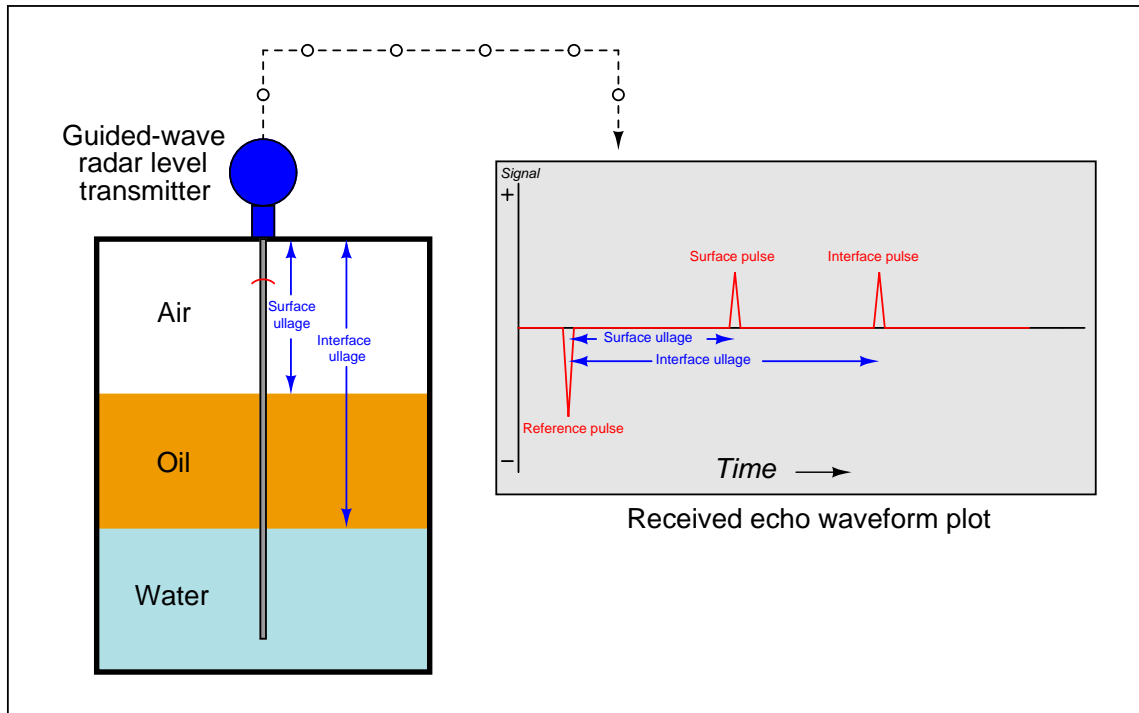 Guided-wave
radar level
transmitter
Air
Surface
ullage
Interface
ullage
Oil
Water
Signal
+
Surface pulse
Interface pulse
Surface ullage
Interface ullage
Reference pulse
−
Time
Received echo waveform plot